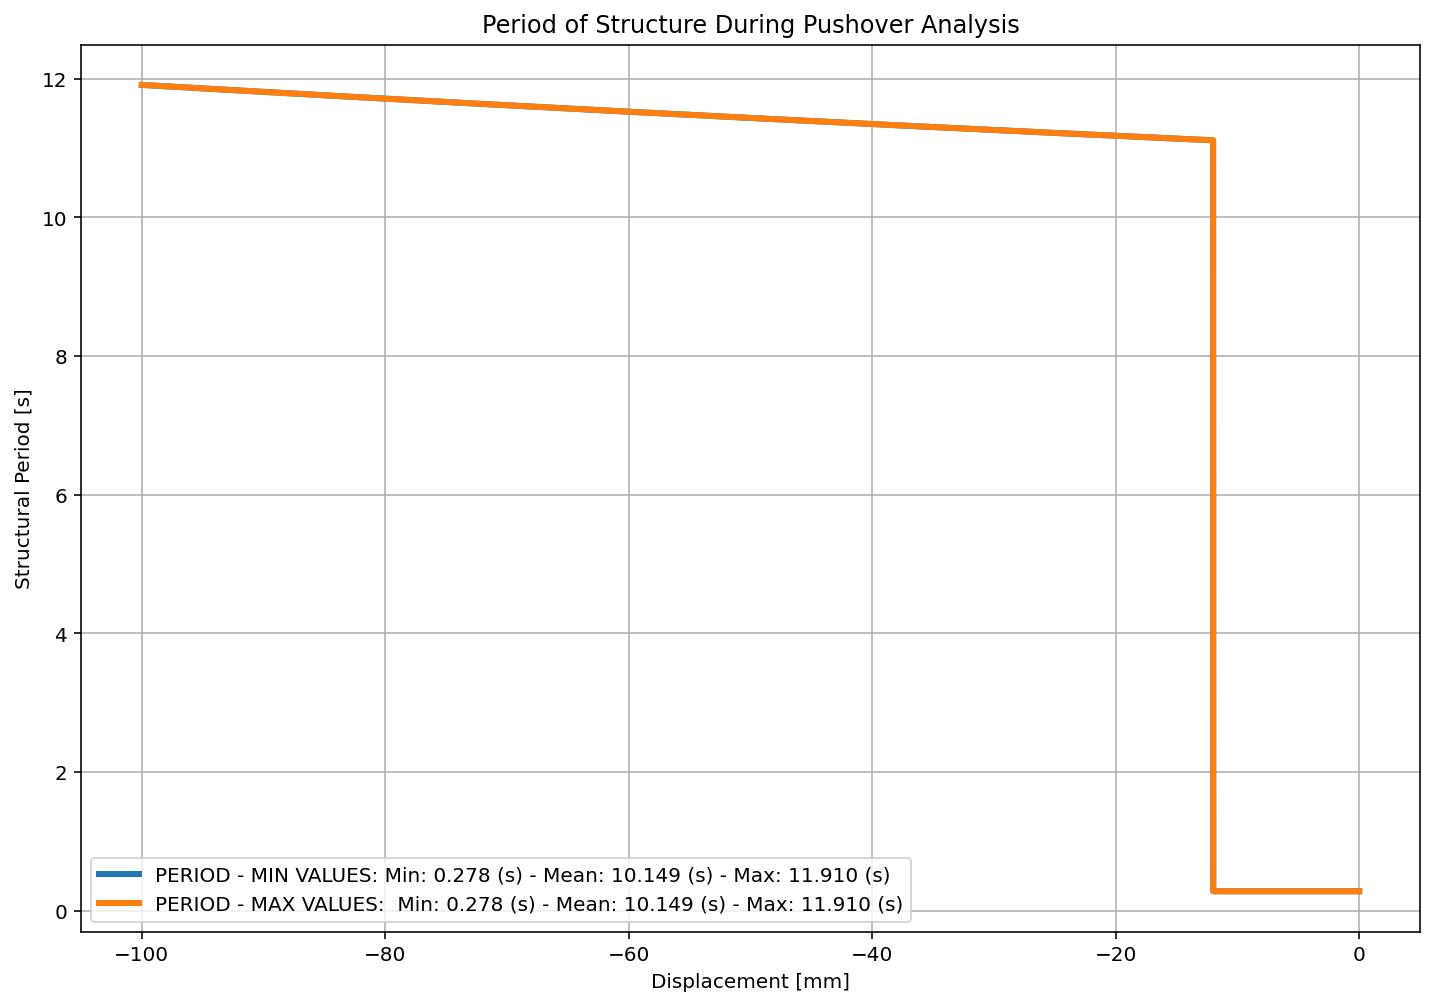 Period of Structure During Pushover Analysis
12
10
8
6
4
2
0
Structural Period [s]
PERIOD - MIN VALUES: Min: 0.278 (s) - Mean: 10.149 (s) - Max: 11.910 (s)
PERIOD - MAX VALUES:  Min: 0.278 (s) - Mean: 10.149 (s) - Max: 11.910 (s)
−100 −80 −60 −40 −20 0
Displacement [mm]